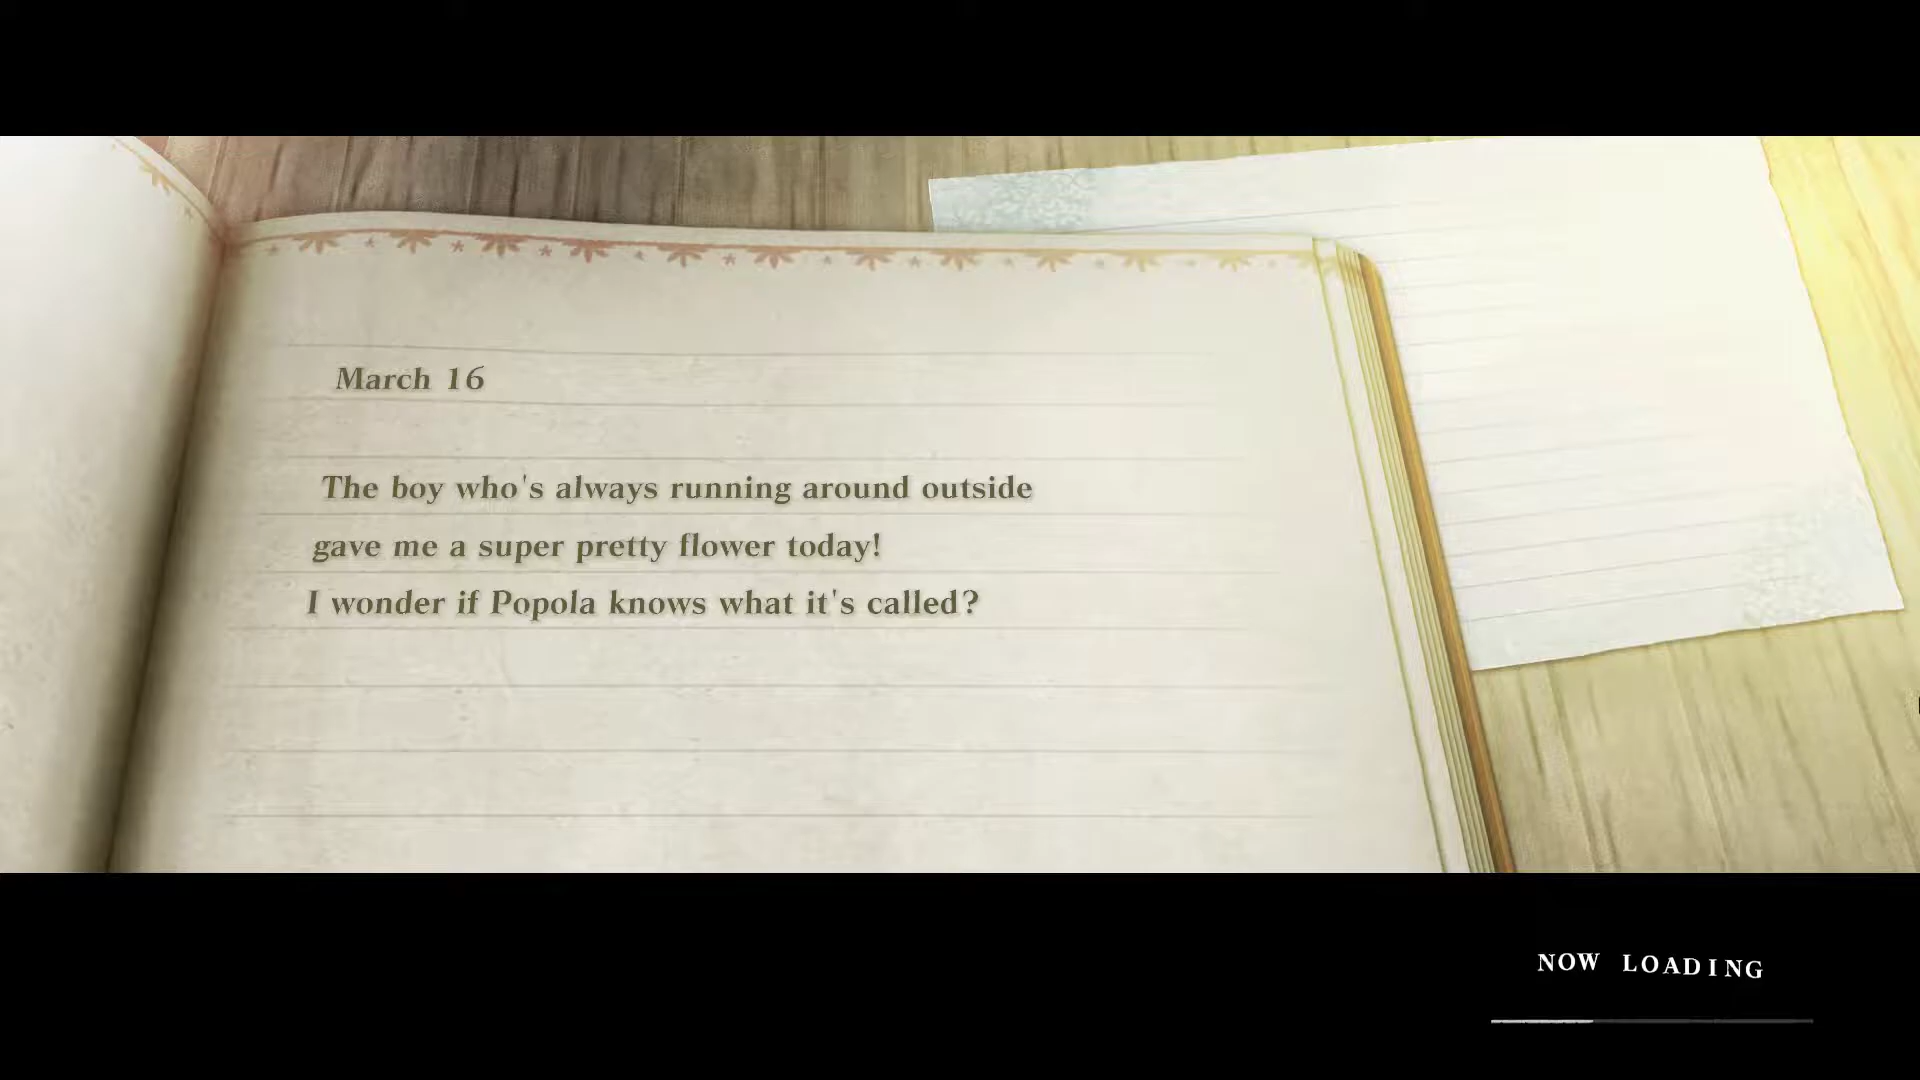 March 16
The boy who's always running around outside
gave me a super pretty flower today!
I wonder if Popola knows what it's called?
NOW LOADING